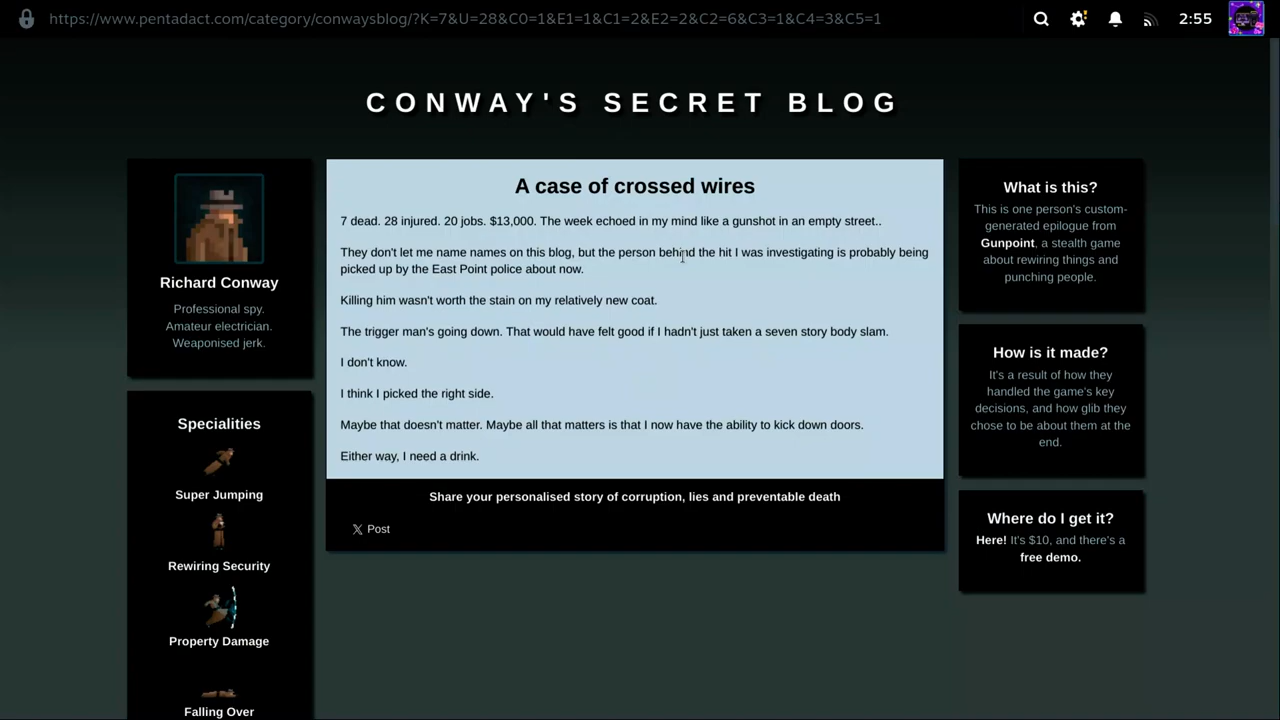 https://www.pentadact.com/category/conwaysblog/?K=7&U=28&C0=1&E1=1&C1=2&E2=2&C2=6&C3=1&C4=3&C5=1
2:55
CONWAY'S SECRET BLOG
Richard Conway
Professional spy.
Amateur electrician.
Weaponised jerk.
Specialities
Super Jumping
Rewiring Security
Property Damage
Falling Over
A case of crossed wires
7 dead. 28 injured. 20 jobs. $13,000. The week echoed in my mind like a gunshot in an empty street..
They don't let me name names on this blog, but the person behind the hit I was investigating is probably being
picked up by the East Point police about now.
Killing him wasn't worth the stain on my relatively new coat.
The trigger man's going down. That would have felt good if I hadn't just taken a seven story body slam.
I don't know.
I think I picked the right side.
Maybe that doesn't matter. Maybe all that matters is that I now have the ability to kick down doors.
Either way, I need a drink.
Share your personalised story of corruption, lies and preventable death
Post
What is this?
This is one person's custom-
generated epilogue from
Gunpoint, a stealth game
about rewiring things and
punching people.
How is it made?
It's a result of how they
handled the game's key
decisions, and how glib they
chose to be about them at the
end.
Where do I get it?
Here! It's $10, and there's a
free demo.